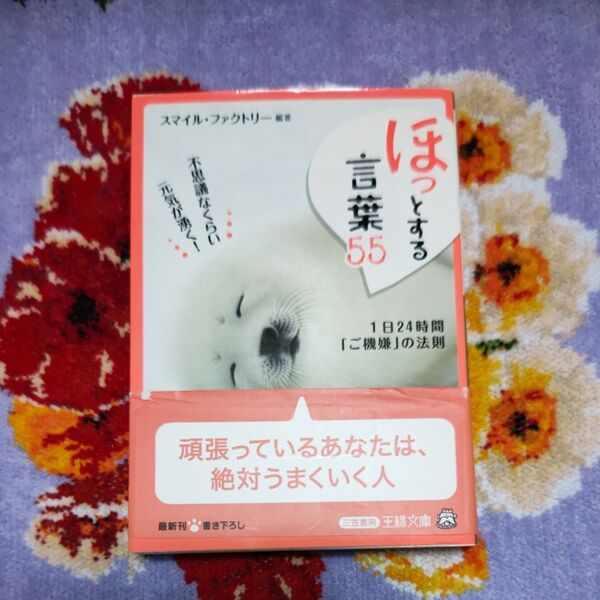 スマイル・ファクトリー 編著
ほっとする
言葉55
不思議なくらい
元気が湧く!
1日24時間
「ご機嫌」の法則
頑張っているあなたは、
絶対うまくいく人
最新刊 書き下ろし
三笠書房 王様文庫